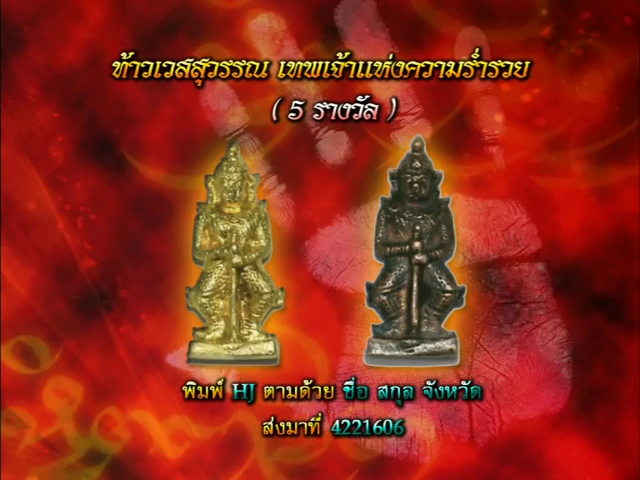 ท้าวเวสสุวรรณ เทพเจ้าแห่งความร่ำรวย
( 5 รางวัล )
พิมพ์ HJ ตามด้วย ชื่อ สกุล จังหวัด
ส่งมาที่ 4221606